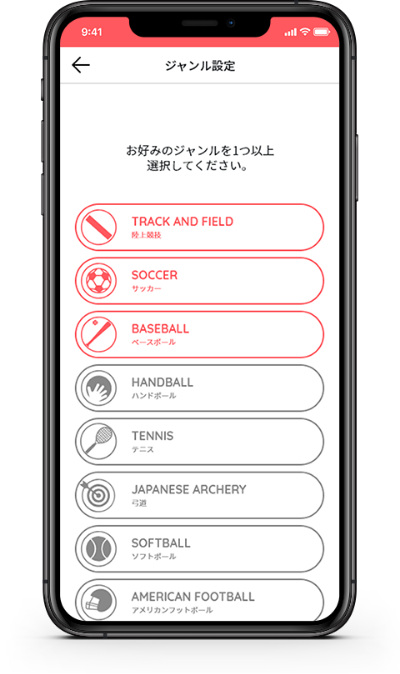 9:41
ジャンル設定
お好みのジャンルを1つ以上
選択してください。
TRACK AND FIELD
陸上競技
SOCCER
サッカー
BASEBALL
ベースボール
HANDBALL
ハンドボール
TENNIS
テニス
JAPANESE ARCHERY
弓道
SOFTBALL
ソフトボール
AMERICAN FOOTBALL
アメリカンフットボール